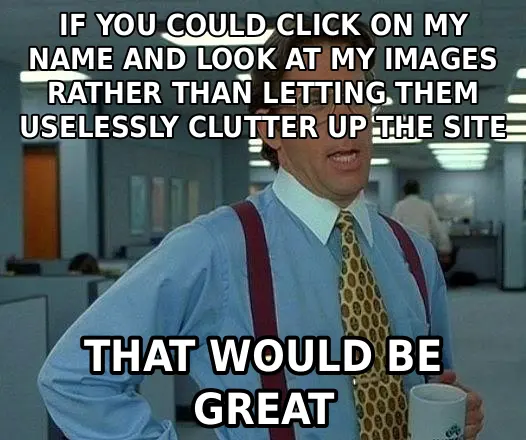 IF YOU COULD CLICK ON MY
NAME AND LOOK AT MY IMAGES
RATHER THAN LETTING THEM
USELESSLY CLUTTER UP THE SITE
THAT WOULD BE
GREAT